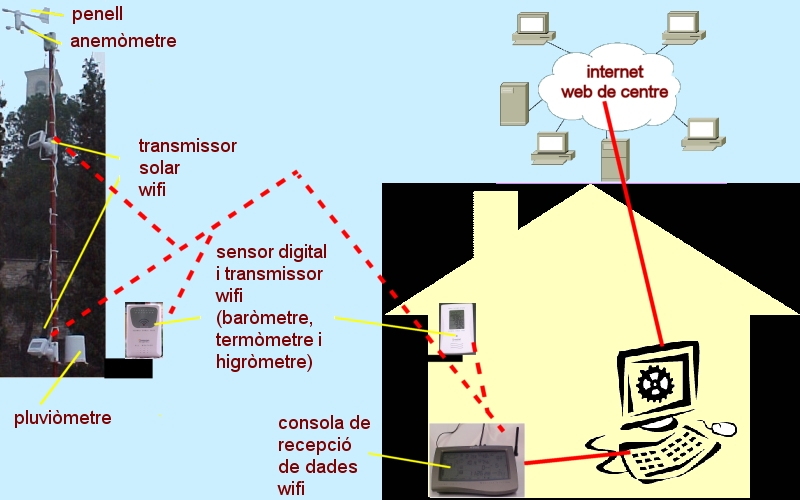 penell
anemòmetre
internet
web de centre
transmissor
solar
wifi
sensor digital
i transmissor
wifi
(baròmetre,
termòmetre i
higròmetre)
pluviòmetre
consola de
recepció
de dades
wifi